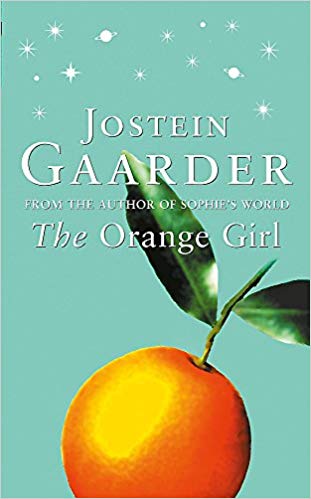 JOSTEIN
GAARDER
FROM THE AUTHOR OF SOPHIE'S WORLD
The Orange Girl